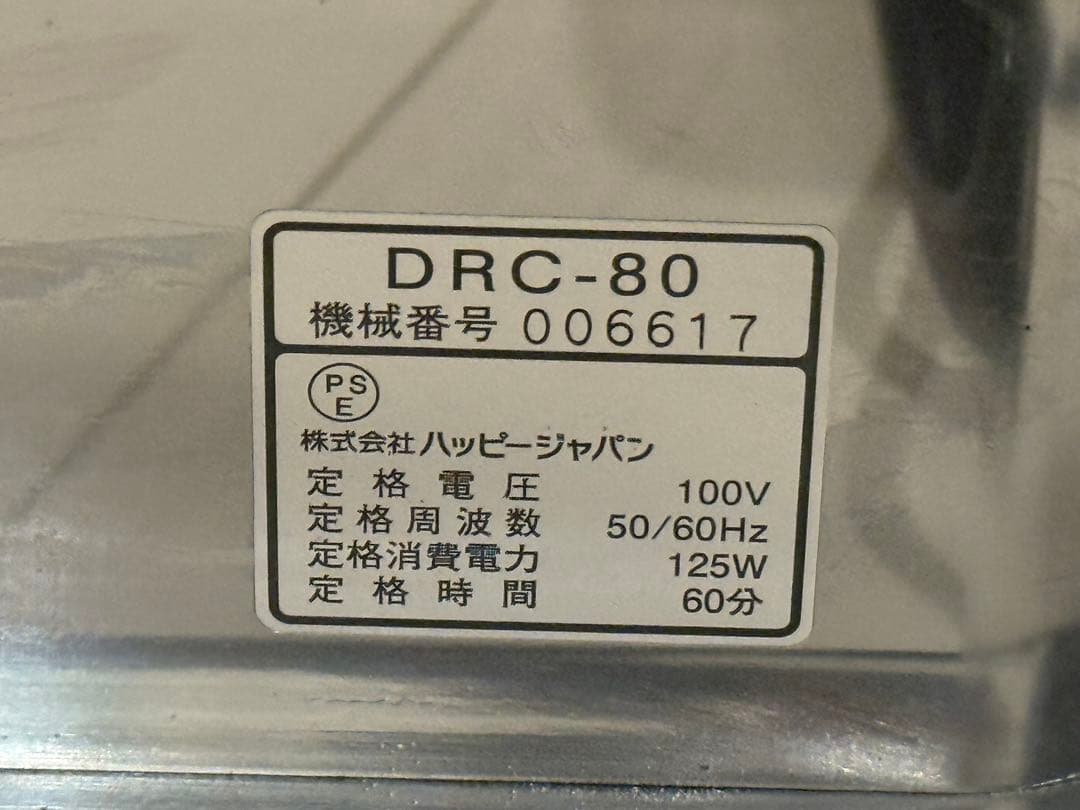 DRC-80
機械番号 006617
PS
E
株式会社 ハッピージャパン
定格電圧 100V
定格周波数 50/60Hz
定格消費電力 125W
定格時間 60分